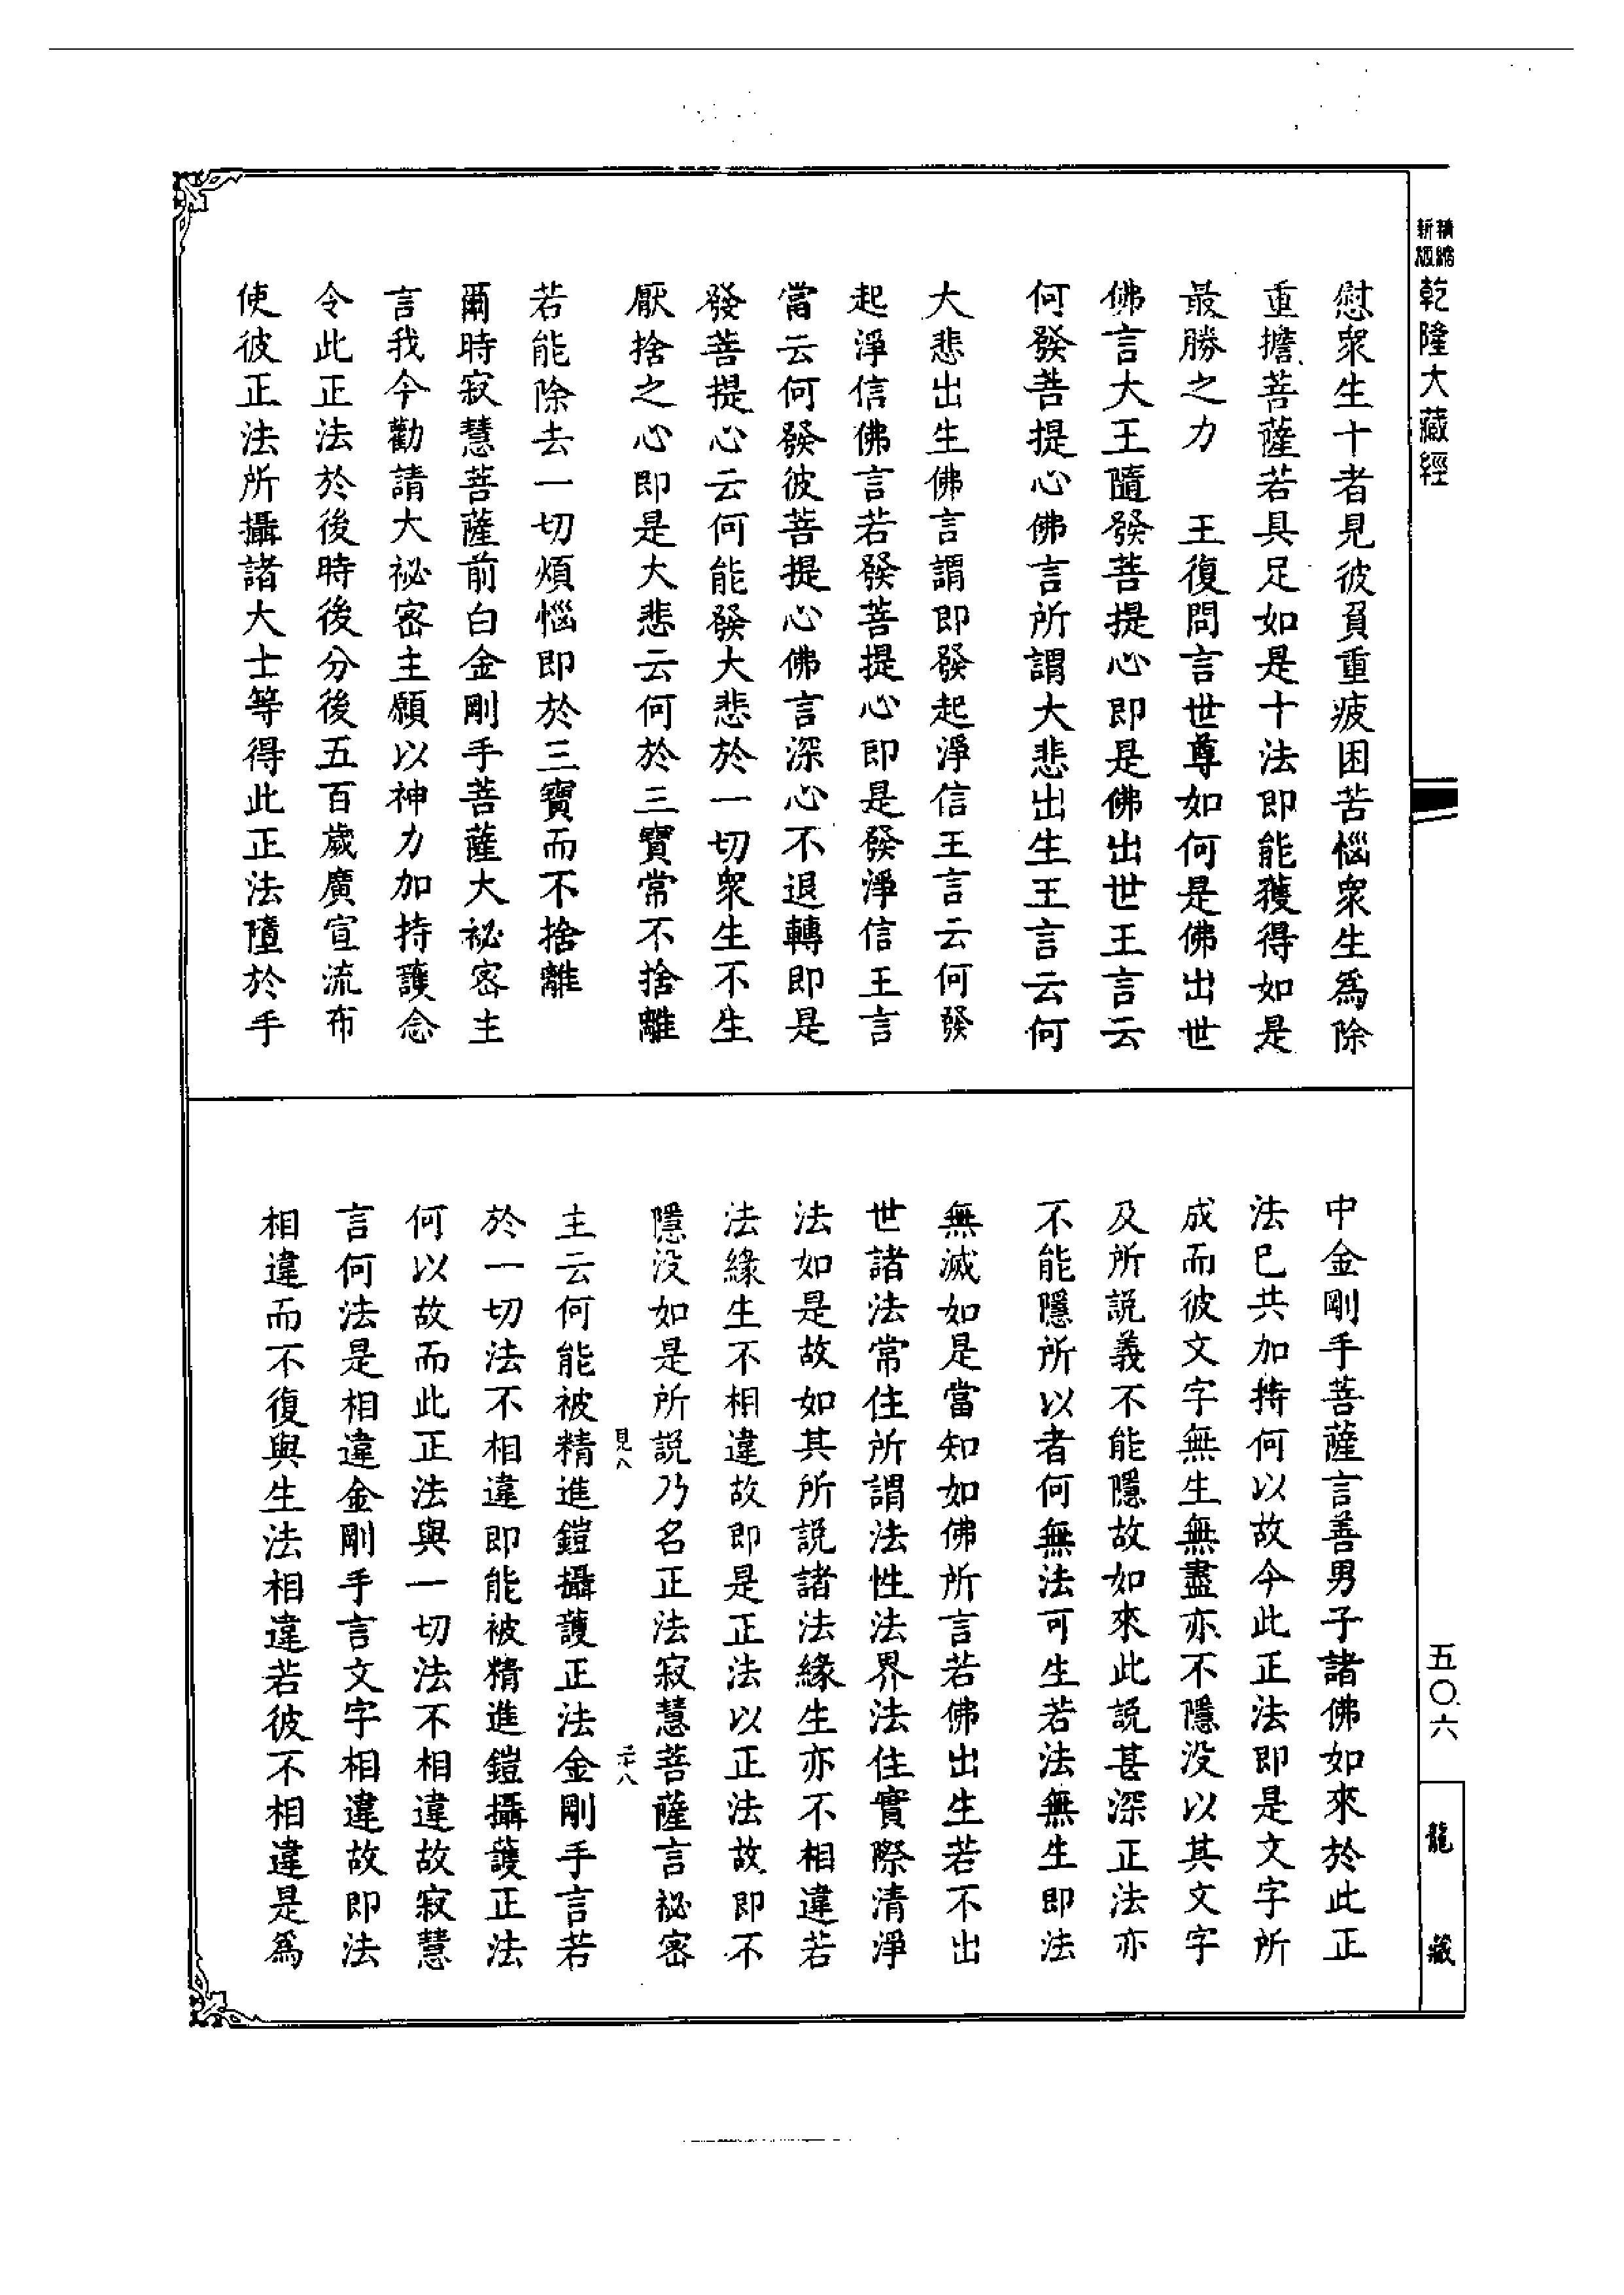 精縮
新版
乾隆大藏經
慰衆生十者見彼負重疲困苦惱衆生爲除
重擔菩薩若具足如是十法即能獲得如是
最勝之力　王復問言世尊如何是佛出世
佛言大王隨發菩提心即是佛出世王言云
何發菩提心佛言所謂大悲出生王言云何
大悲出生佛言謂即發起淨信王言云何發
起淨信佛言若發菩提心即是發淨信王言
當云何發彼菩提心佛言深心不退轉即是
發菩提心云何能發大悲於一切衆生不生
厭捨之心即是大悲云何於三寶常不捨離
若能除去一切煩惱即於三寶而不捨離
爾時寂慧菩薩前白金剛手菩薩大祕密主
言我今勸請大祕密主願以神力加持護念
令此正法於後時後分後五百歲廣宣流布
使彼正法所攝諸大士等得此正法墮於手
中金剛手菩薩言善男子諸佛如來於此正
法已共加持何以故今此正法即是文字所
成而彼文字無生無盡亦不隱没以其文字
及所説義不能隱故如來此説甚深正法亦
不能隱所以者何無法可生若法無生即法
無滅如是當知如佛所言若佛出生若不出
世諸法常住所謂法性法界法住實際清淨
法如是故如其所説諸法緣生亦不相違若
法緣生不相違故即是正法以正法故即不
隱没如是所説乃名正法寂慧菩薩言祕密
主云何能被精進鎧攝護正法金剛手言若
於一切法不相違即能被精進鎧攝護正法
何以故而此正法與一切法不相違故寂慧
言何法是相違金剛手言文字相違故即法
相違而不復與生法相違若彼不相違是爲
五〇六
龍藏